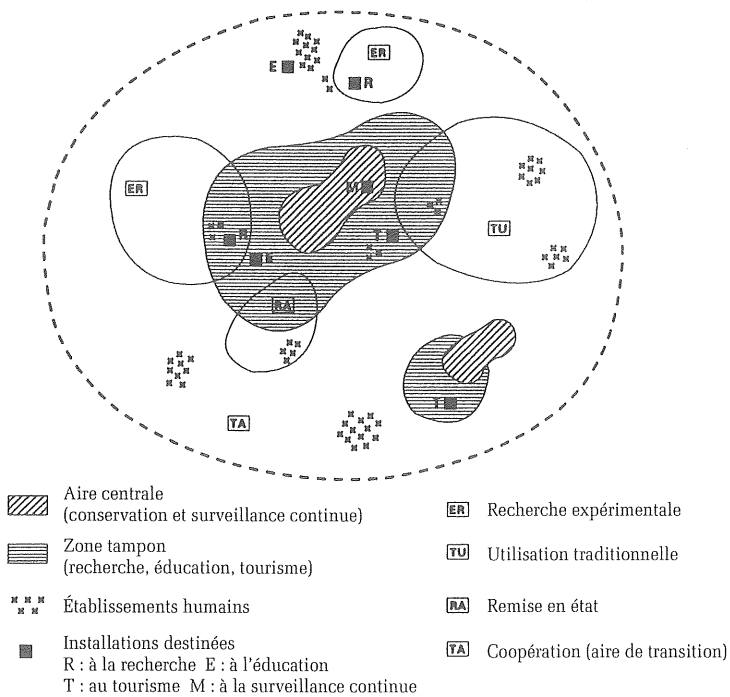 ER
E
R
ER
M
TU
R
T
E
RA
T
TA
Aire centrale
(conservation et surveillance continue)
Zone tampon
(recherche, éducation, tourisme)
Établissements humains
Installations destinées
R : à la recherche E : à l'éducation
T : au tourisme M : à la surveillance continue
ER Recherche expérimentale
TU Utilisation traditionnelle
RA Remise en état
TA Coopération (aire de transition)